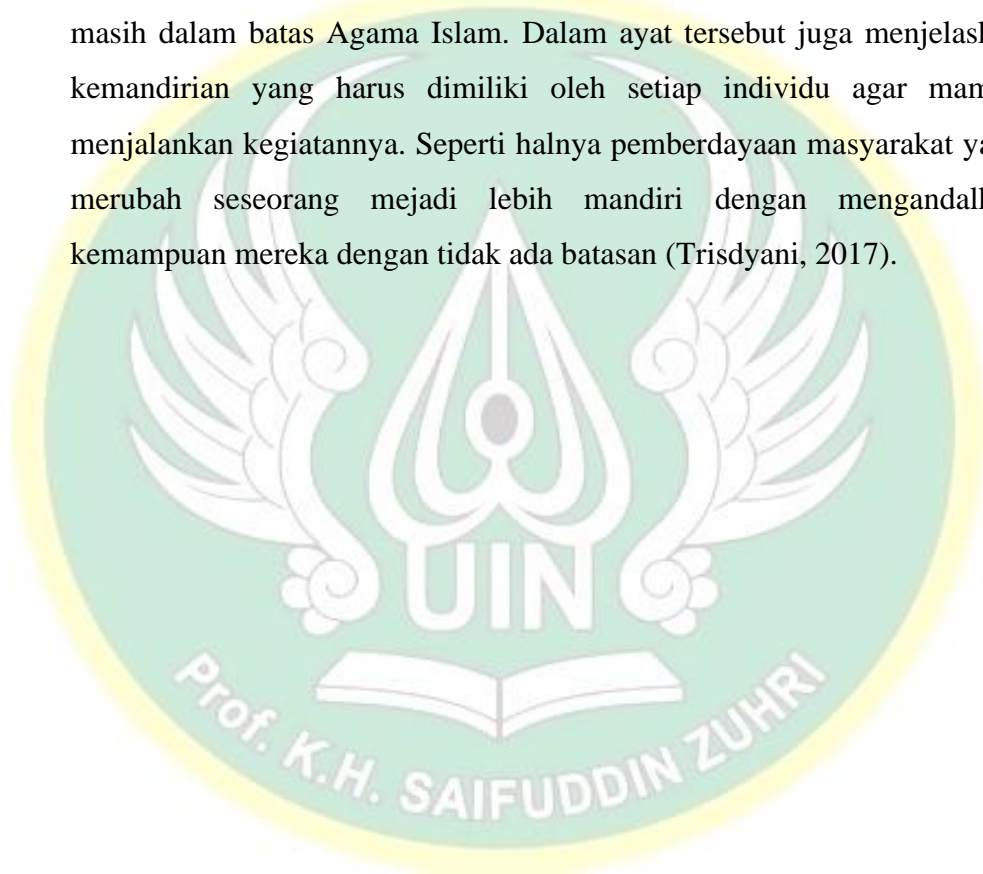 masih dalam batas Agama Islam. Dalam ayat tersebut juga menjelask
kemandirian yang harus dimiliki oleh setiap individu agar mam
menjalankan kegiatannya. Seperti halnya pemberdayaan masyarakat ya
merubah seseorang mejadi lebih mandiri dengan mengandal
kemampuan mereka dengan tidak ada batasan (Trisdyani, 2017).
UIN
Prof. K.H. SAIFUDDIN ZUHRI